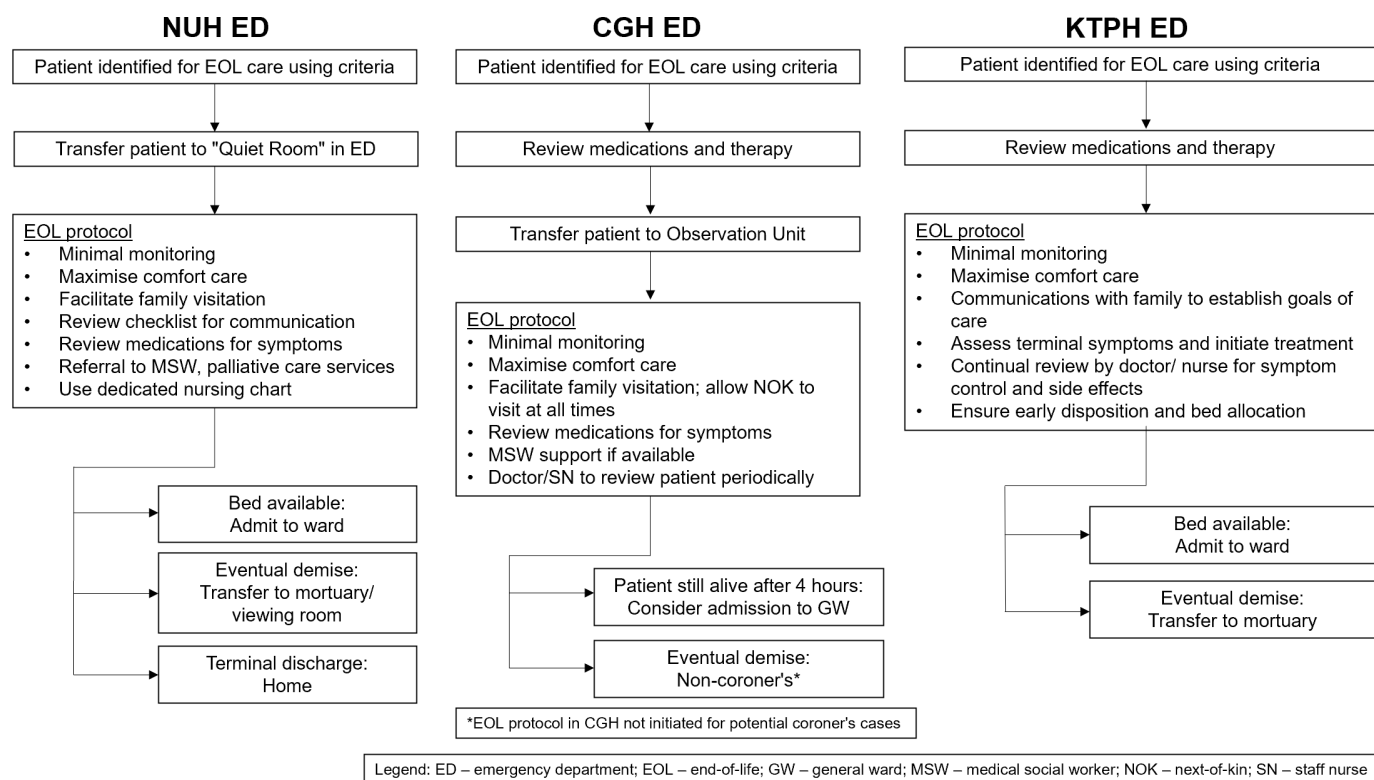 NUH ED
Patient identified for EOL care using criteria
Transfer patient to "Quiet Room" in ED
EOL protocol
• Minimal monitoring
• Maximise comfort care
• Facilitate family visitation
• Review checklist for communication
• Review medications for symptoms
• Referral to MSW, palliative care services
• Use dedicated nursing chart
Bed available:
Admit to ward
Eventual demise:
Transfer to mortuary/
viewing room
Terminal discharge:
Home
CGH ED
Patient identified for EOL care using criteria
Review medications and therapy
Transfer patient to Observation Unit
EOL protocol
• Minimal monitoring
• Maximise comfort care
• Facilitate family visitation; allow NOK to
visit at all times
• Review medications for symptoms
• MSW support if available
• Doctor/SN to review patient periodically
Patient still alive after 4 hours:
Consider admission to GW
Eventual demise:
Non-coroner's*
*EOL protocol in CGH not initiated for potential coroner's cases
KTPH ED
Patient identified for EOL care using criteria
Review medications and therapy
EOL protocol
• Minimal monitoring
• Maximise comfort care
• Communications with family to establish goals of
care
• Assess terminal symptoms and initiate treatment
• Continual review by doctor/ nurse for symptom
control and side effects
• Ensure early disposition and bed allocation
Bed available:
Admit to ward
Eventual demise:
Transfer to mortuary
Legend: ED – emergency department; EOL – end-of-life; GW – general ward; MSW – medical social worker; NOK – next-of-kin; SN – staff nurse